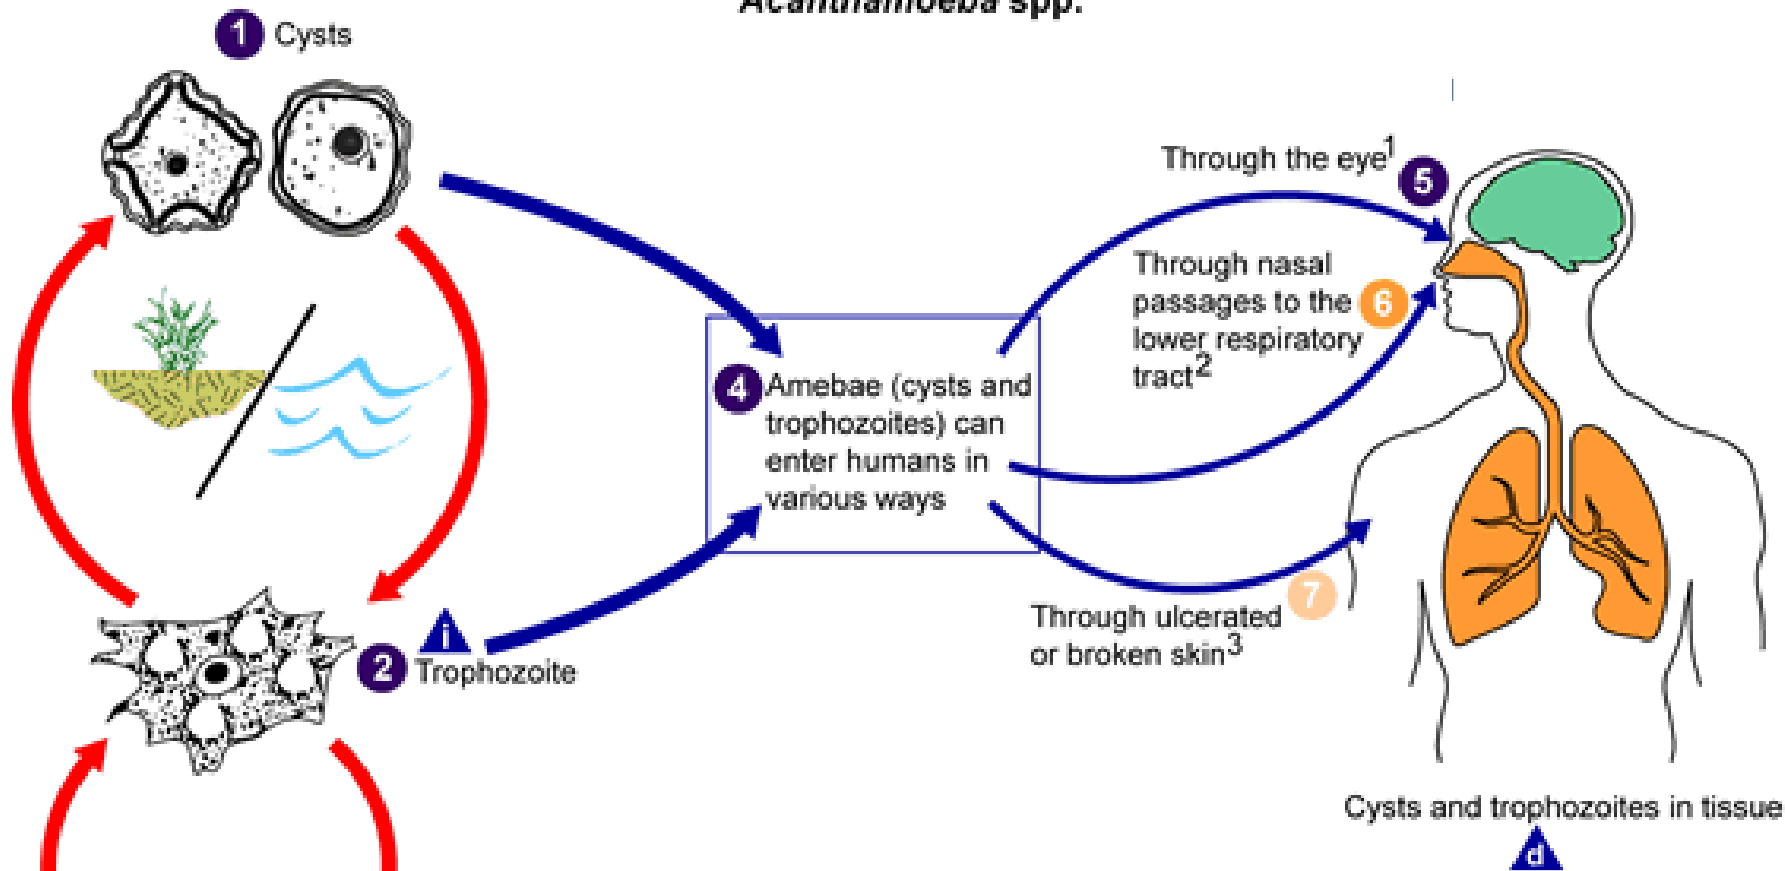 Acanthamoeba spp.
1 Cysts
Through the eye1
5
Through nasal
passages to the 6
lower respiratory
tract2
4 Amebae (cysts and
trophozoites) can
enter humans in
various ways
7
Through ulcerated
or broken skin3
i
2 Trophozoite
Cysts and trophozoites in tissue
d